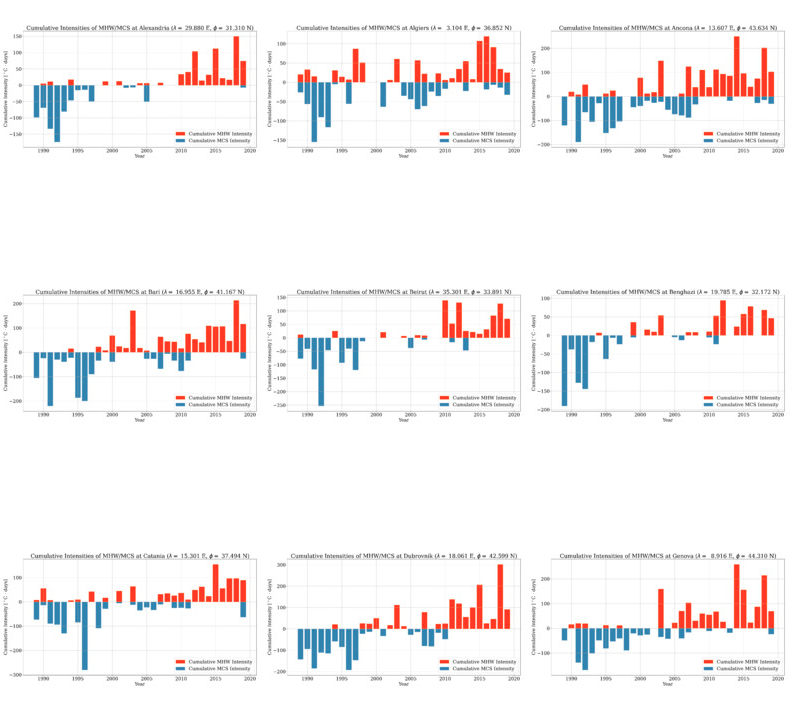 Cumulative Intensities of MHW/MCS at Alexandria (λ = 29.880 E, ϕ = 31.310 N)
Cumulative Intensity [°C · days]
150
100
50
0
−50
−100
−150
1990
1995
2000
2005
2010
2015
2020
Year
Cumulative MHW Intensity
Cumulative MCS Intensity
Cumulative Intensities of MHW/MCS at Algiers (λ = 3.104 E, ϕ = 36.852 N)
Cumulative Intensity [°C · days]
100
50
0
−50
−100
−150
1990
1995
2000
2005
2010
2015
2020
Year
Cumulative MHW Intensity
Cumulative MCS Intensity
Cumulative Intensities of MHW/MCS at Ancona (λ = 13.607 E, ϕ = 43.634 N)
Cumulative Intensity [°C · days]
200
100
0
−100
−200
1990
1995
2000
2005
2010
2015
2020
Year
Cumulative MHW Intensity
Cumulative MCS Intensity
Cumulative Intensities of MHW/MCS at Bari (λ = 16.955 E, ϕ = 41.167 N)
Cumulative Intensity [°C · days]
200
100
0
−100
−200
1990
1995
2000
2005
2010
2015
2020
Year
Cumulative MHW Intensity
Cumulative MCS Intensity
Cumulative Intensities of MHW/MCS at Beirut (λ = 35.301 E, ϕ = 33.891 N)
Cumulative Intensity [°C · days]
100
50
0
−50
−100
−150
−200
−250
1990
1995
2000
2005
2010
2015
2020
Year
Cumulative MHW Intensity
Cumulative MCS Intensity
Cumulative Intensities of MHW/MCS at Benghazi (λ = 19.785 E, ϕ = 32.172 N)
Cumulative Intensity [°C · days]
100
50
0
−50
−100
−150
−200
1990
1995
2000
2005
2010
2015
2020
Year
Cumulative MHW Intensity
Cumulative MCS Intensity
Cumulative Intensities of MHW/MCS at Catania (λ = 15.301 E, ϕ = 37.494 N)
Cumulative Intensity [°C · days]
100
0
−100
−200
−300
1990
1995
2000
2005
2010
2015
2020
Year
Cumulative MHW Intensity
Cumulative MCS Intensity
Cumulative Intensities of MHW/MCS at Dubrovnik (λ = 18.061 E, ϕ = 42.599 N)
Cumulative Intensity [°C · days]
300
200
100
0
−100
−200
1990
1995
2000
2005
2010
2015
2020
Year
Cumulative MHW Intensity
Cumulative MCS Intensity
Cumulative Intensities of MHW/MCS at Genova (λ = 8.916 E, ϕ = 44.310 N)
Cumulative Intensity [°C · days]
200
100
0
−100
1990
1995
2000
2005
2010
2015
2020
Year
Cumulative MHW Intensity
Cumulative MCS Intensity